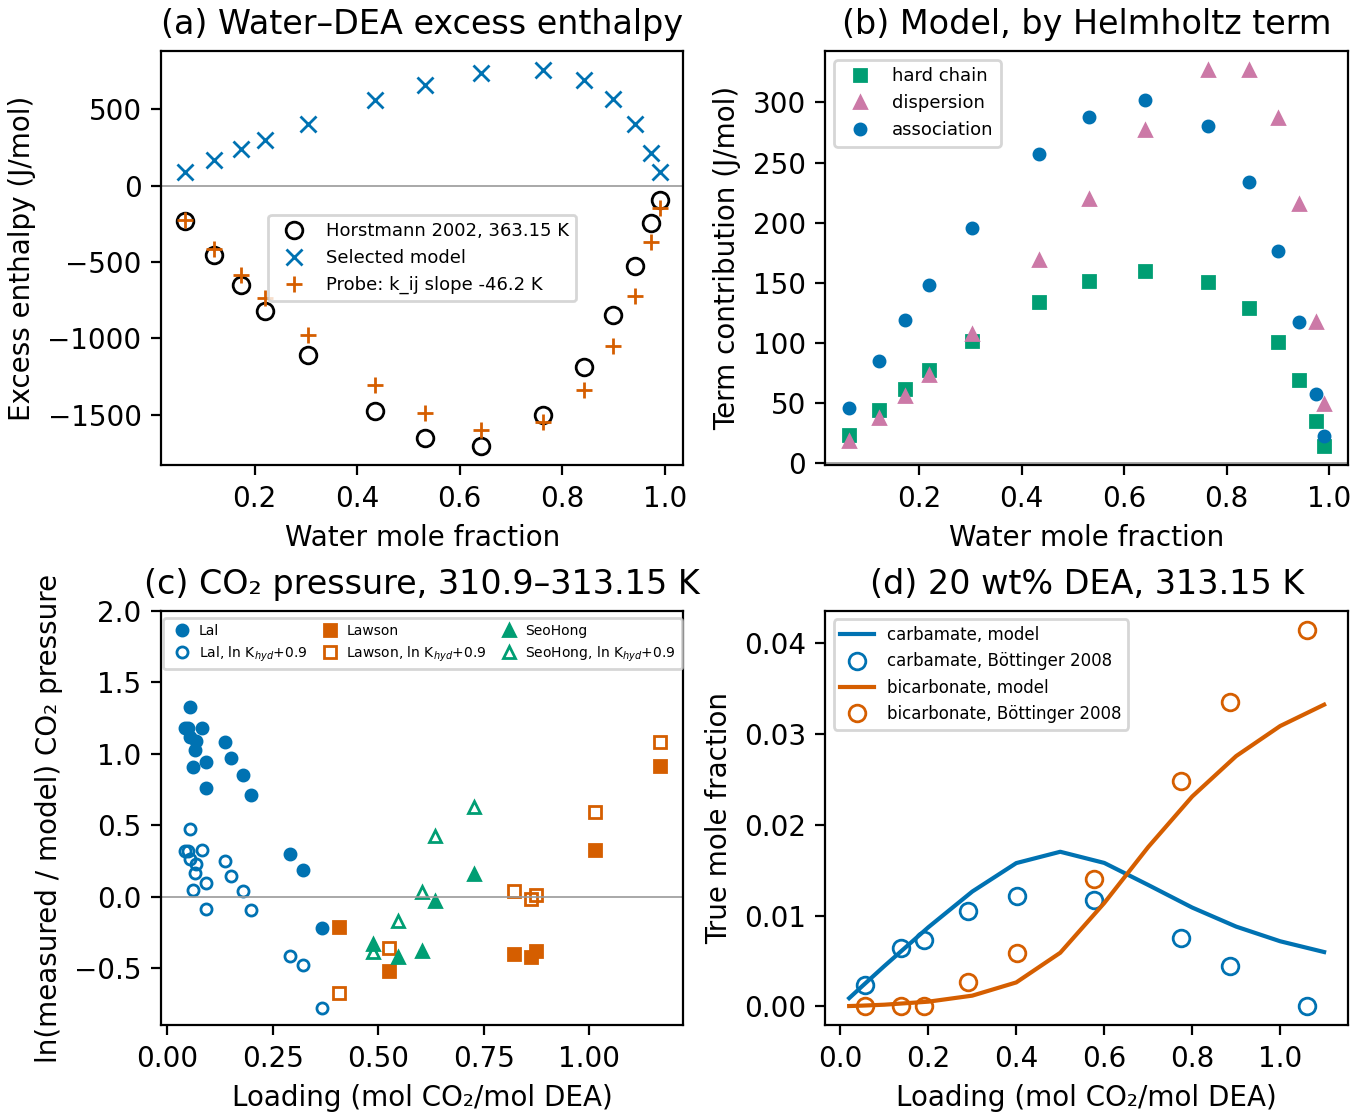 (a) Water–DEA excess enthalpy
Excess enthalpy (J/mol)
500
0
−500
−1000
−1500
Horstmann 2002, 363.15 K
Selected model
Probe: k_ij slope -46.2 K
0.2 0.4 0.6 0.8 1.0
Water mole fraction
(b) Model, by Helmholtz term
Term contribution (J/mol)
300
250
200
150
100
50
0
hard chain
dispersion
association
0.2 0.4 0.6 0.8 1.0
Water mole fraction
(c) CO₂ pressure, 310.9–313.15 K
ln(measured / model) CO₂ pressure
2.0
1.5
1.0
0.5
0.0
−0.5
Lal Lawson SeoHong
Lal, ln K_hyd+0.9 Lawson, ln K_hyd+0.9 SeoHong, ln K_hyd+0.9
0.00 0.25 0.50 0.75 1.00
Loading (mol CO₂/mol DEA)
(d) 20 wt% DEA, 313.15 K
True mole fraction
0.04
0.03
0.02
0.01
0.00
carbamate, model
carbamate, Böttinger 2008
bicarbonate, model
bicarbonate, Böttinger 2008
0.0 0.2 0.4 0.6 0.8 1.0
Loading (mol CO₂/mol DEA)